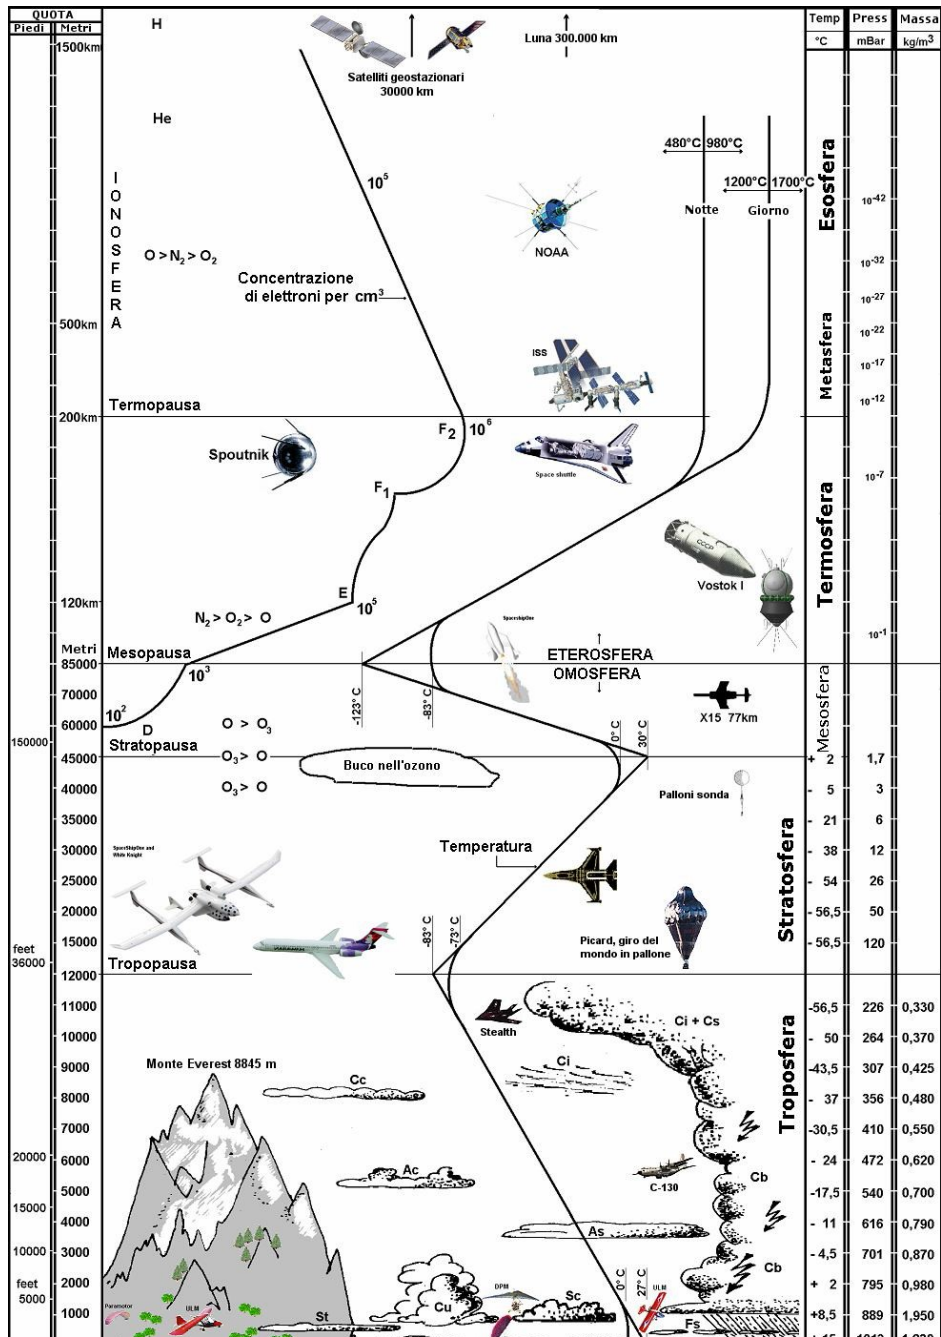 QUOTA
Piedi Metri
Temp Press Massa
°C mBar kg/m3
H
1500km
Satelliti geostazionari
30000 km
Luna 300.000 km
He
480°C 980°C
1200°C 1700°C
Notte Giorno
IONOSFERA
10⁵
NOAA
O > N₂ > O₂
Concentrazione
di elettroni per cm³
Esosfera
10-42
10-32
10-27
500km
10-22
ISS
Metasfera
10-17
10-12
Termopausa
200km
F₂ 10⁶
Spoutnik
Space shuttle
10-7
F₁
Termosfera
CCCP
Vostok I
E
10⁵
120km
N₂ > O₂ > O
SpaceshipOne
10-1
Metri
Mesopausa
85000
10³
ETEROSFERA
OMOSFERA
70000
-123° C
-83° C
X15 77km
Mesosfera
10²
D
60000
O > O₃
0° C
30° C
Stratopausa
150000
45000
O₃ > O
Buco nell'ozono
+ 2 1,7
40000
O₃ > O
Palloni sonda
- 5 3
35000
- 21 6
Stratosfera
30000
SpaceShipOne and
White Knight
Temperatura
- 38 12
25000
- 54 26
20000
- 56,5 50
-83° C
-73° C
15000
Picard, giro del
mondo in pallone
- 56,5 120
feet
36000
Tropopausa
12000
11000
Stealth
Ci + Cs
-56,5 226 0,330
10000
- 50 264 0,370
Troposfera
9000
Monte Everest 8845 m
Cc
Ci
-43,5 307 0,425
8000
- 37 356 0,480
7000
-30,5 410 0,550
20000
6000
Ac
C-130
Cb
- 24 472 0,620
5000
-17,5 540 0,700
15000
4000
As
- 11 616 0,790
10000
3000
- 4,5 701 0,870
Cb
feet
2000
0° C
27° C
ULM
+ 2 795 0,980
5000
Paramotor
ULM
DPM
1000
St
Cu
Sc
Fs
+8,5 889 1,950